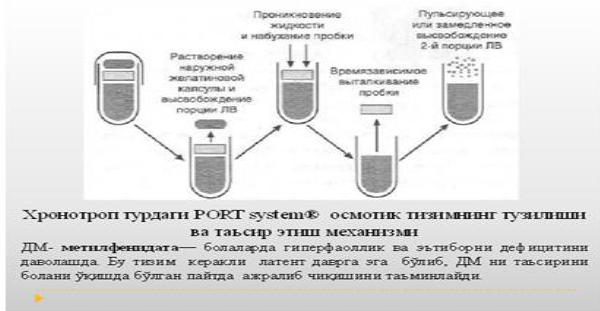 Проникновение
жидкости
и набухание пробки
Пульсирующее
или замедленное
высвобождение
2-й порции ЛВ
Растворение
наружной
желатиновой
капсулы и
высвобождение
порции ЛВ
Времязависимое
выталкивание
пробки
Хронотроп турдаги PORT system® осмотик тизимнинг тузилиши
ва таьсир этиш механизми
ДМ- метилфенидата— болаларда гиперфаоллик ва эътиборни дефицитини
даволашда. Бу тизим керакли латент даврга эга бўлиб, ДМ ни таъсирини
болани ўқишда бўлган пайтда ажралиб чиқишини таъминлайди.